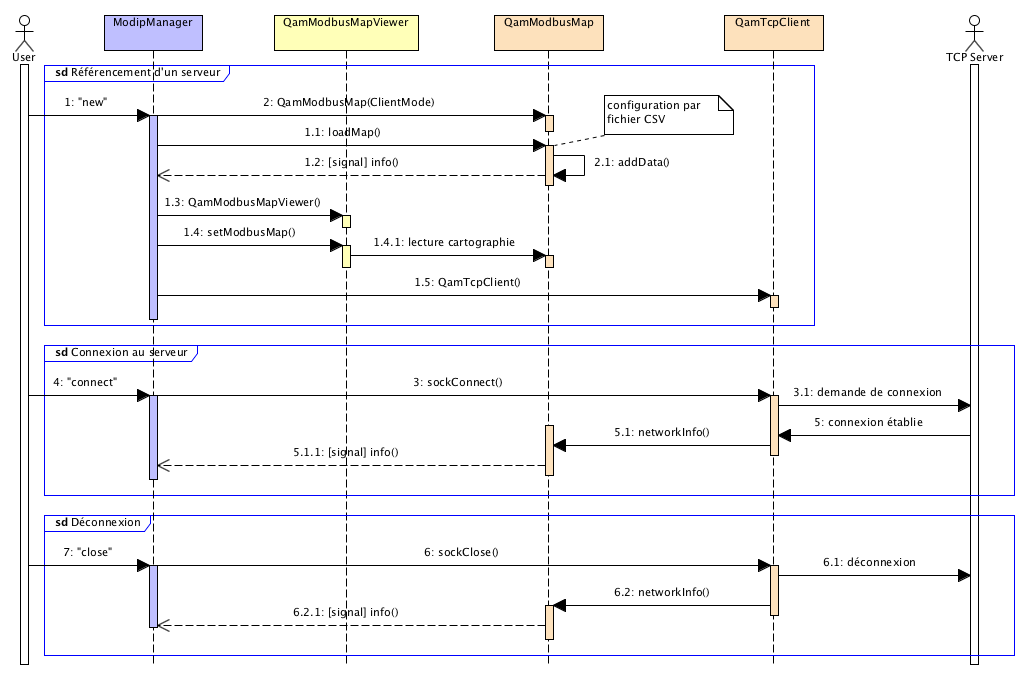 ModipManager
QamModbusMapViewer
QamModbusMap
QamTcpClient
User
TCP Server
sd Référencement d'un serveur
1: "new"
2: QamModbusMap(ClientMode)
configuration par
fichier CSV
1.1: loadMap()
1.2: [signal] info()
2.1: addData()
1.3: QamModbusMapViewer()
1.4: setModbusMap()
1.4.1: lecture cartographie
1.5: QamTcpClient()
sd Connexion au serveur
4: "connect"
3: sockConnect()
3.1: demande de connexion
5: connexion établie
5.1: networkInfo()
5.1.1: [signal] info()
sd Déconnexion
7: "close"
6: sockClose()
6.1: déconnexion
6.2: networkInfo()
6.2.1: [signal] info()